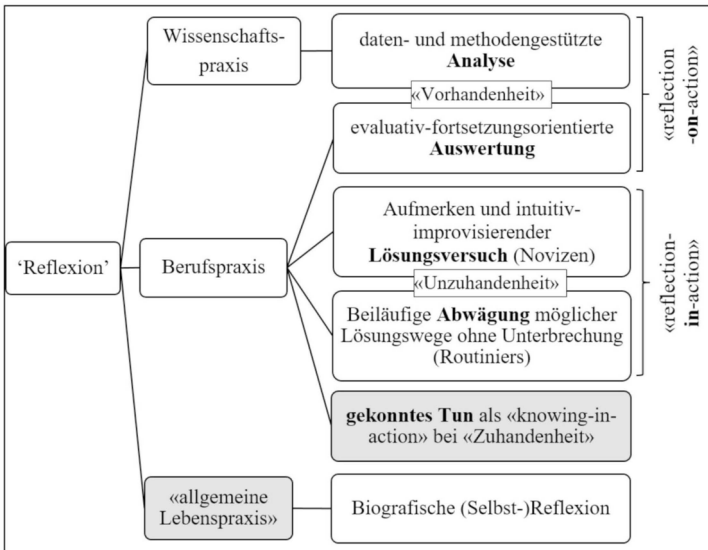 Wissenschafts-
praxis
daten- und methodengestützte
Analyse
«Vorhandenheit»
evaluativ-fortsetzungsorientierte
Auswertung
«reflection
-on-action»
‘Reflexion’
Berufspraxis
Aufmerken und intuitiv-
improvisierender
Lösungsversuch (Novizen)
«Unzuhandenheit»
Beiläufige Abwägung möglicher
Lösungswege ohne Unterbrechung
(Routiniers)
«reflection-
in-action»
gekonntes Tun als «knowing-in-
action» bei «Zuhandenheit»
«allgemeine
Lebenspraxis»
Biografische (Selbst-)Reflexion